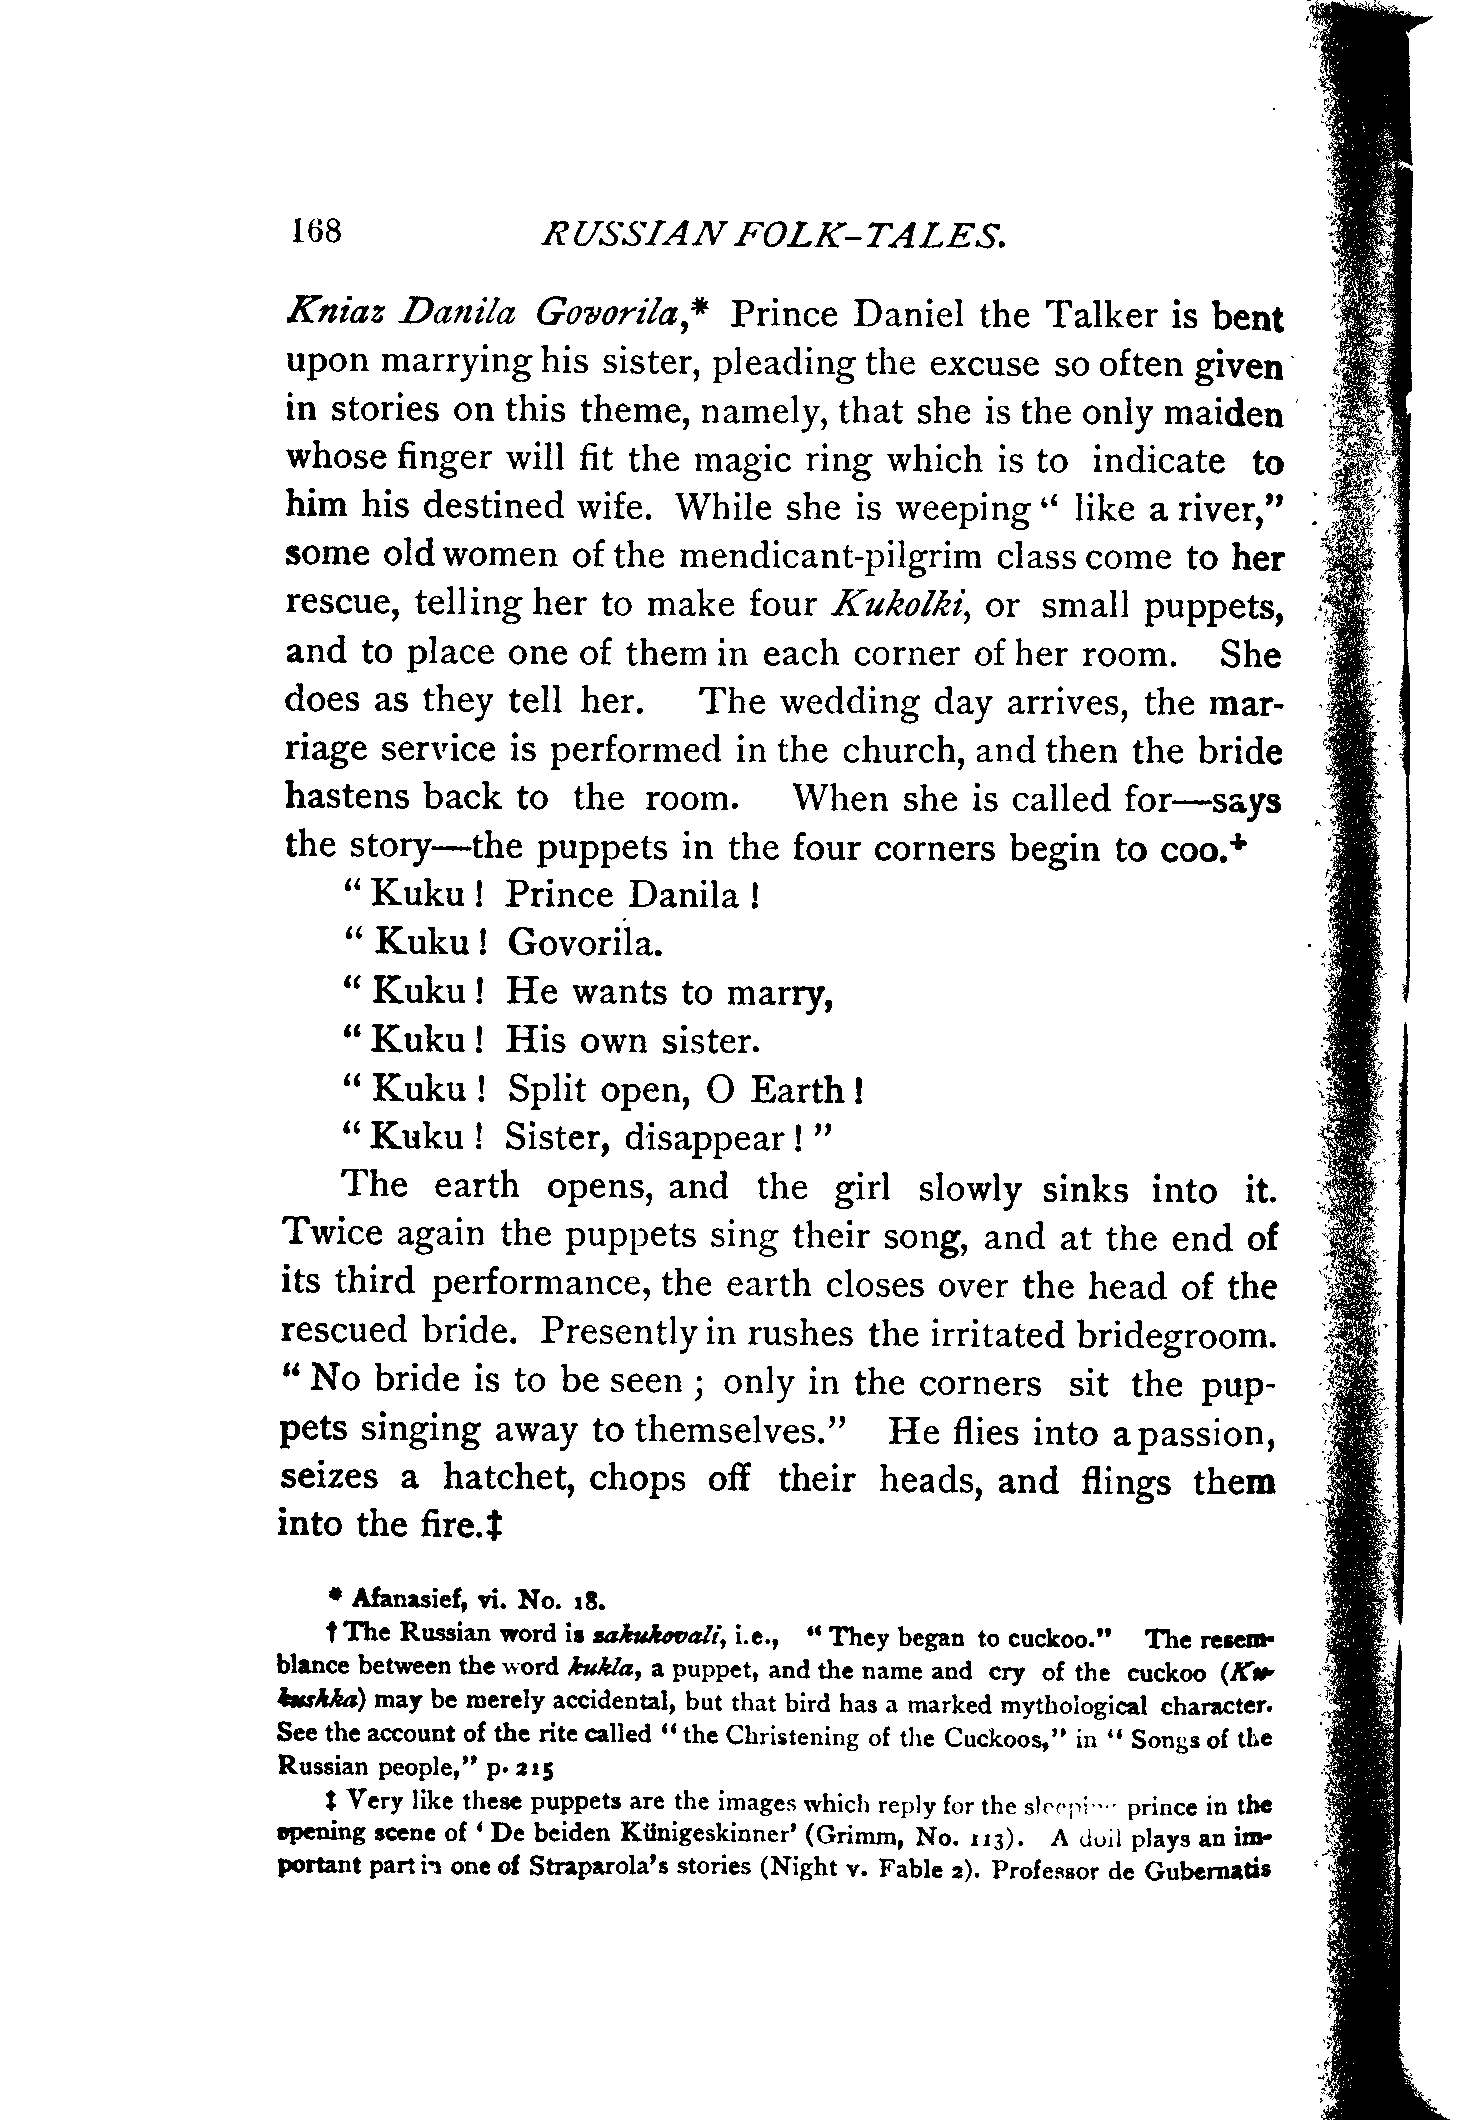 168 RUSSIAN FOLK-TALES.
Kniaz Danila Govorila,* Prince Daniel the Talker is bent
upon marrying his sister, pleading the excuse so often given
in stories on this theme, namely, that she is the only maiden
whose finger will fit the magic ring which is to indicate to
him his destined wife. While she is weeping “ like a river,”
some old women of the mendicant-pilgrim class come to her
rescue, telling her to make four Kukolki, or small puppets,
and to place one of them in each corner of her room. She
does as they tell her. The wedding day arrives, the mar-
riage service is performed in the church, and then the bride
hastens back to the room. When she is called for—says
the story—the puppets in the four corners begin to coo.+
“ Kuku ! Prince Danila !
“ Kuku ! Govorila.
“ Kuku ! He wants to marry,
“ Kuku ! His own sister.
“ Kuku ! Split open, O Earth !
“ Kuku ! Sister, disappear ! ”
The earth opens, and the girl slowly sinks into it.
Twice again the puppets sing their song, and at the end of
its third performance, the earth closes over the head of the
rescued bride. Presently in rushes the irritated bridegroom.
“ No bride is to be seen ; only in the corners sit the pup-
pets singing away to themselves.” He flies into a passion,
seizes a hatchet, chops off their heads, and flings them
into the fire.‡
* Afanasief, vi. No. 18.
† The Russian word is sakukovali, i.e., “ They began to cuckoo.” The resem-
blance between the word kukla, a puppet, and the name and cry of the cuckoo (Ku-
kushka) may be merely accidental, but that bird has a marked mythological character.
See the account of the rite called “ the Christening of the Cuckoos,” in “ Songs of the
Russian people,” p. 215
‡ Very like these puppets are the images which reply for the prince in the
opening scene of ‘ De beiden Künigeskinner’ (Grimm, No. 113). A doll plays an im-
portant part in one of Straparola’s stories (Night v. Fable 2). Professor de Gubernatis